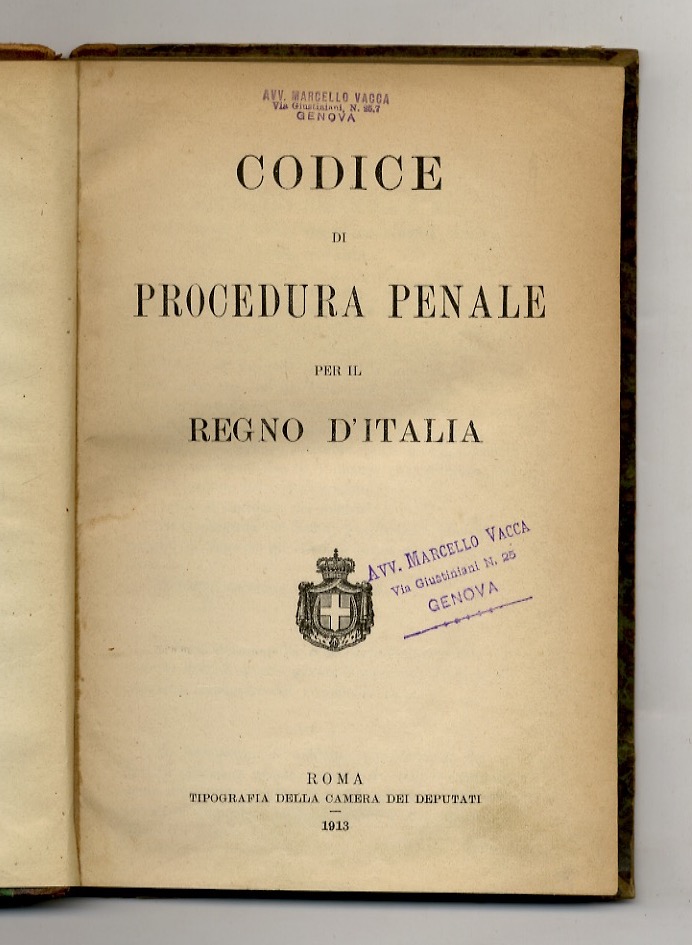 AVV. MARCELLO VACCA
Via Giustiniani, N. 25.7
GENOVA
CODICE
DI
PROCEDURA PENALE
PER IL
REGNO D'ITALIA
AVV. MARCELLO VACCA
Via Giustiniani N. 25
GENOVA
ROMA
TIPOGRAFIA DELLA CAMERA DEI DEPUTATI
1913